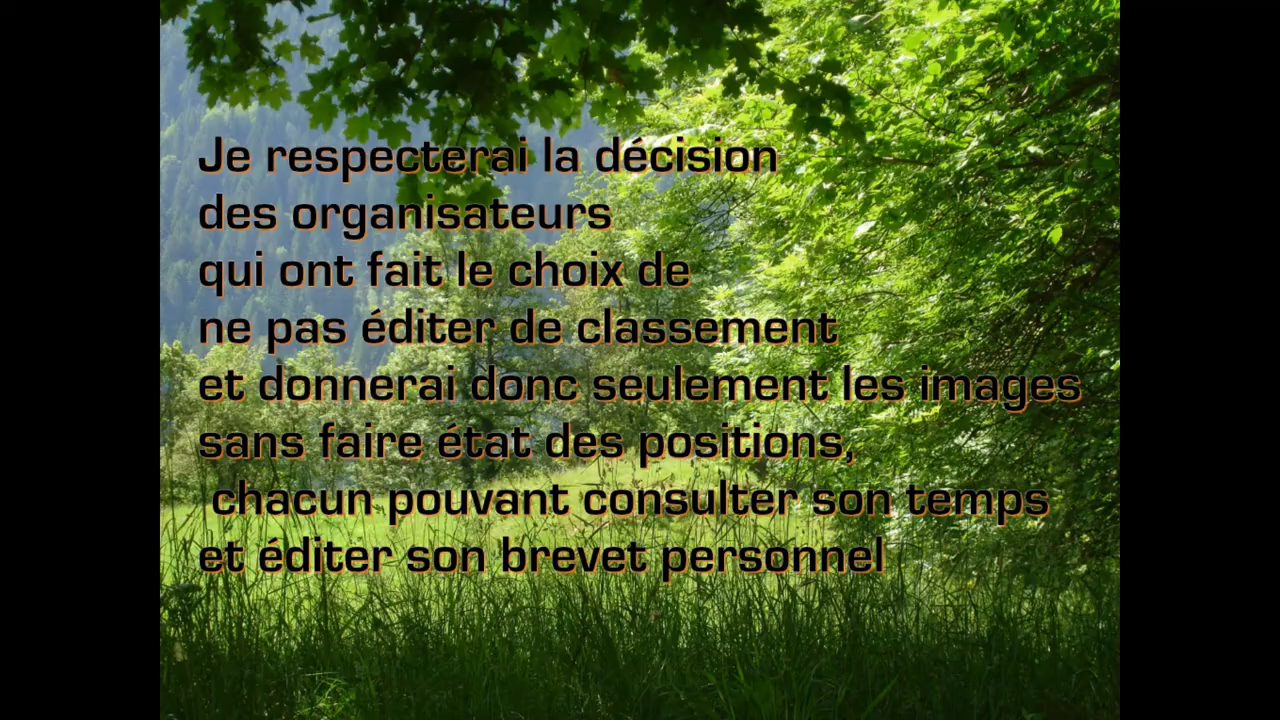 Je respecterai la décision
des organisateurs
qui ont fait le choix de
ne pas éditer de classement
et donnerai donc seulement les images
sans faire état des positions,
chacun pouvant consulter son temps
et éditer son brevet personnel